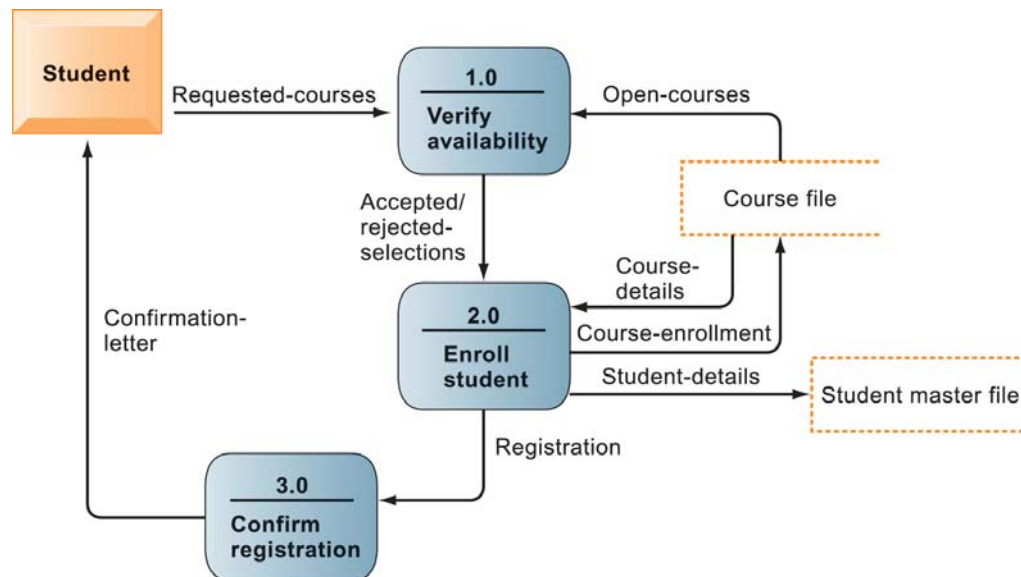 Student
Requested-courses
1.0
Verify
availability
Open-courses
Course file
Accepted/
rejected-
selections
Course-
details
2.0
Enroll
student
Course-enrollment
Student-details
Student master file
Confirmation-
letter
Registration
3.0
Confirm
registration